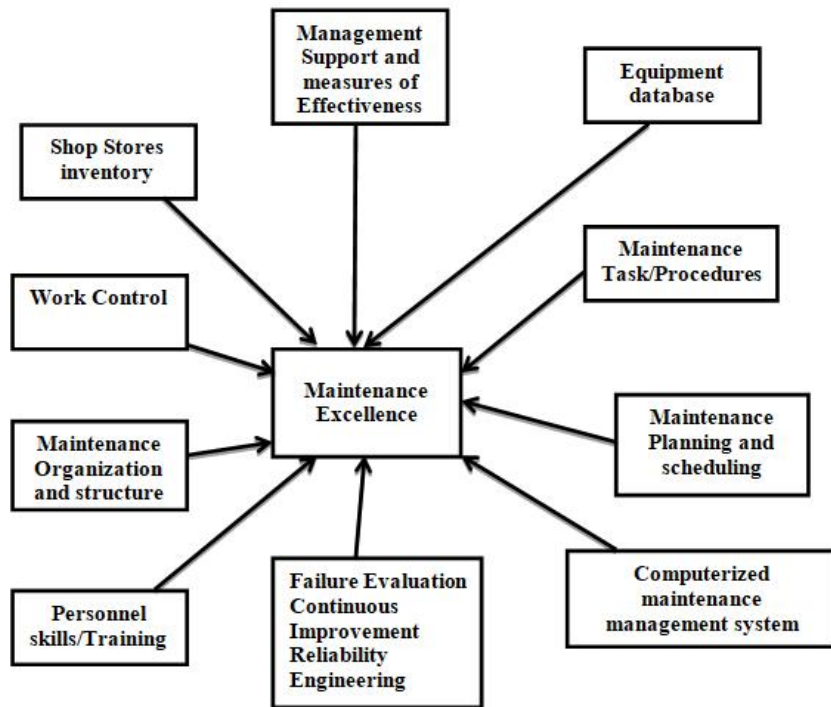 Management
Support and
measures of
Effectiveness
Equipment
database
Shop Stores
inventory
Maintenance
Task/Procedures
Work Control
Maintenance
Excellence
Maintenance
Planning and
scheduling
Maintenance
Organization
and structure
Computerized
maintenance
management system
Failure Evaluation
Continuous
Improvement
Reliability
Engineering
Personnel
skills/Training